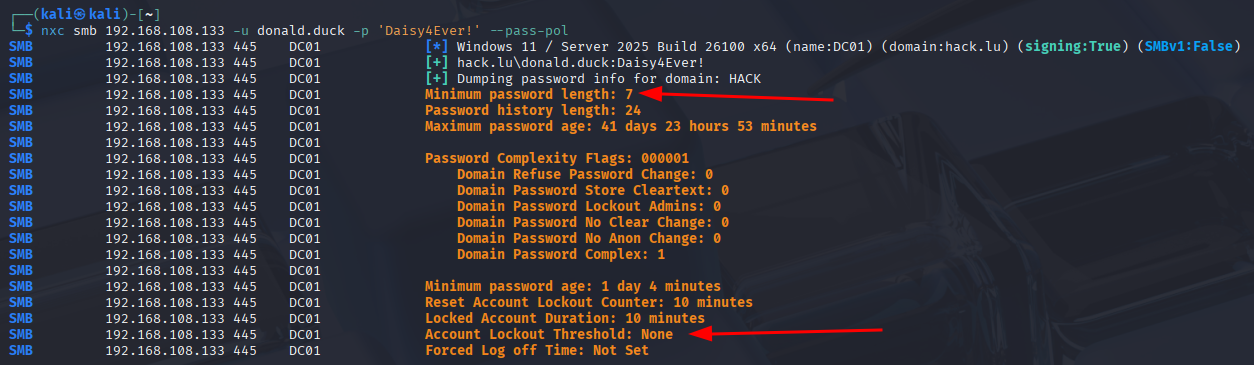 ┌──(kali㉿kali)-[~]
└─$ nxc smb 192.168.108.133 -u donald.duck -p 'Daisy4Ever!' --pass-pol
SMB 192.168.108.133 445 DC01 [*] Windows 11 / Server 2025 Build 26100 x64 (name:DC01) (domain:hack.lu) (signing:True) (SMBv1:False)
SMB 192.168.108.133 445 DC01 [+] hack.lu\donald.duck:Daisy4Ever!
SMB 192.168.108.133 445 DC01 [+] Dumping password info for domain: HACK
SMB 192.168.108.133 445 DC01 Minimum password length: 7
SMB 192.168.108.133 445 DC01 Password history length: 24
SMB 192.168.108.133 445 DC01 Maximum password age: 41 days 23 hours 53 minutes
SMB 192.168.108.133 445 DC01
SMB 192.168.108.133 445 DC01 Password Complexity Flags: 000001
SMB 192.168.108.133 445 DC01 Domain Refuse Password Change: 0
SMB 192.168.108.133 445 DC01 Domain Password Store Cleartext: 0
SMB 192.168.108.133 445 DC01 Domain Password Lockout Admins: 0
SMB 192.168.108.133 445 DC01 Domain Password No Clear Change: 0
SMB 192.168.108.133 445 DC01 Domain Password No Anon Change: 0
SMB 192.168.108.133 445 DC01 Domain Password Complex: 1
SMB 192.168.108.133 445 DC01
SMB 192.168.108.133 445 DC01 Minimum password age: 1 day 4 minutes
SMB 192.168.108.133 445 DC01 Reset Account Lockout Counter: 10 minutes
SMB 192.168.108.133 445 DC01 Locked Account Duration: 10 minutes
SMB 192.168.108.133 445 DC01 Account Lockout Threshold: None
SMB 192.168.108.133 445 DC01 Forced Log off Time: Not Set